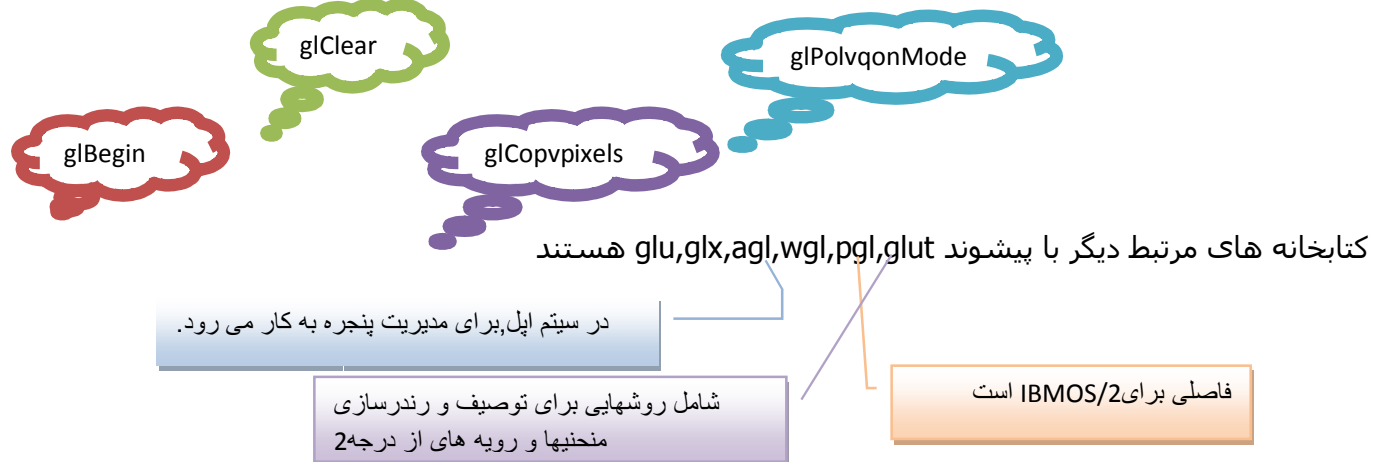 glClear
glPolvqonMode
glBegin
glCopvpixels
کتابخانه های مرتبط دیگر با پیشوند glu,glx,agl,wgl,pgl,glut هستند
در سیتم اپل,برای مدیریت پنجره به کار می رود.
فاصلی برای IBMOS/2 است
شامل روشهایی برای توصیف و رندرسازی
منحنیها و رویه های از درجه2